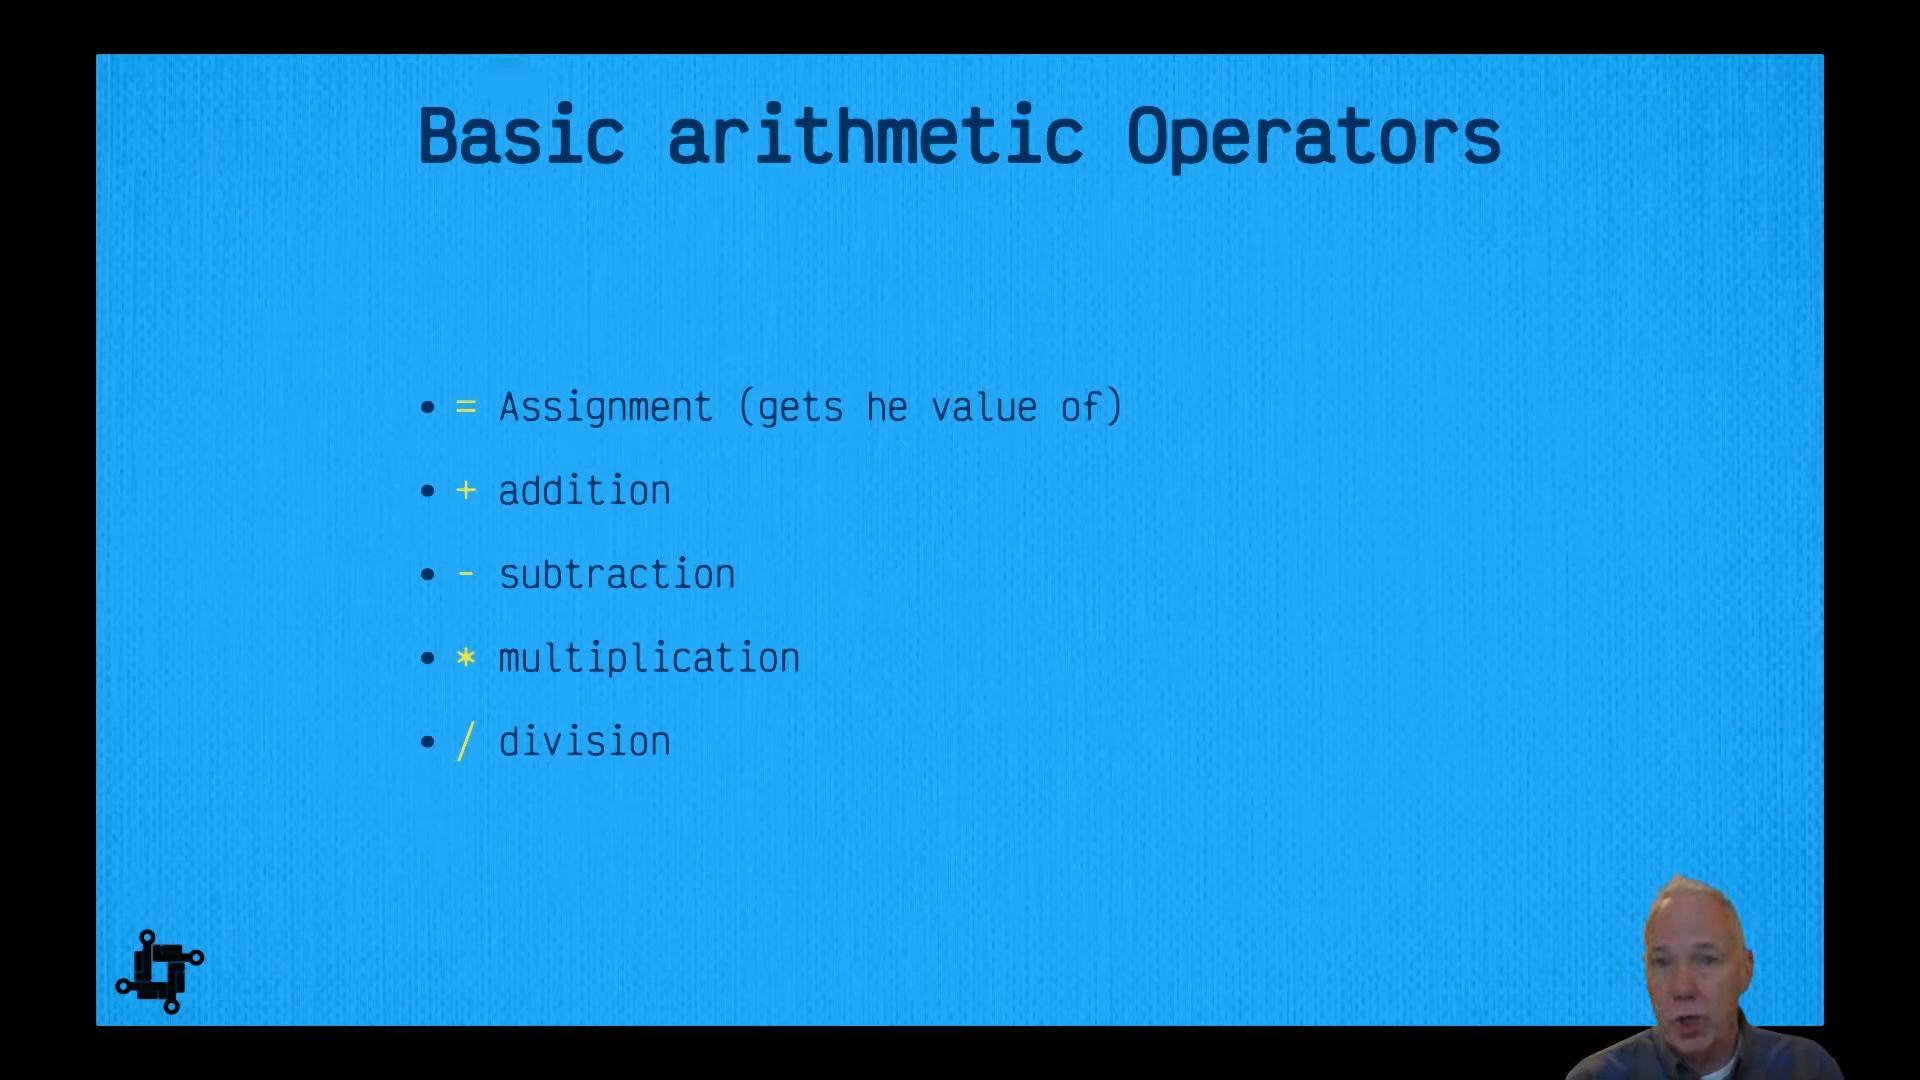 Basic arithmetic Operators
• = Assignment (gets he value of)
• + addition
• - subtraction
• * multiplication
• / division